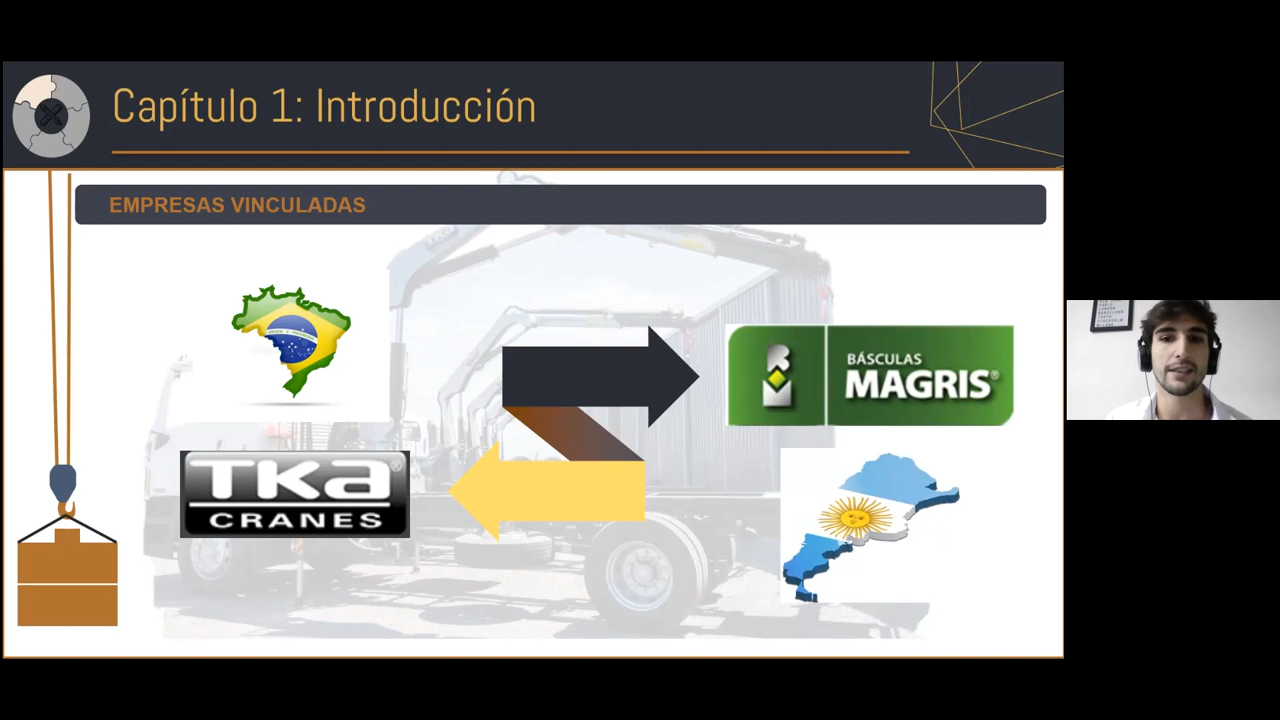 Capítulo 1: Introducción
EMPRESAS VINCULADAS
BÁSCULAS
MAGRIS®
TKA®
CRANES